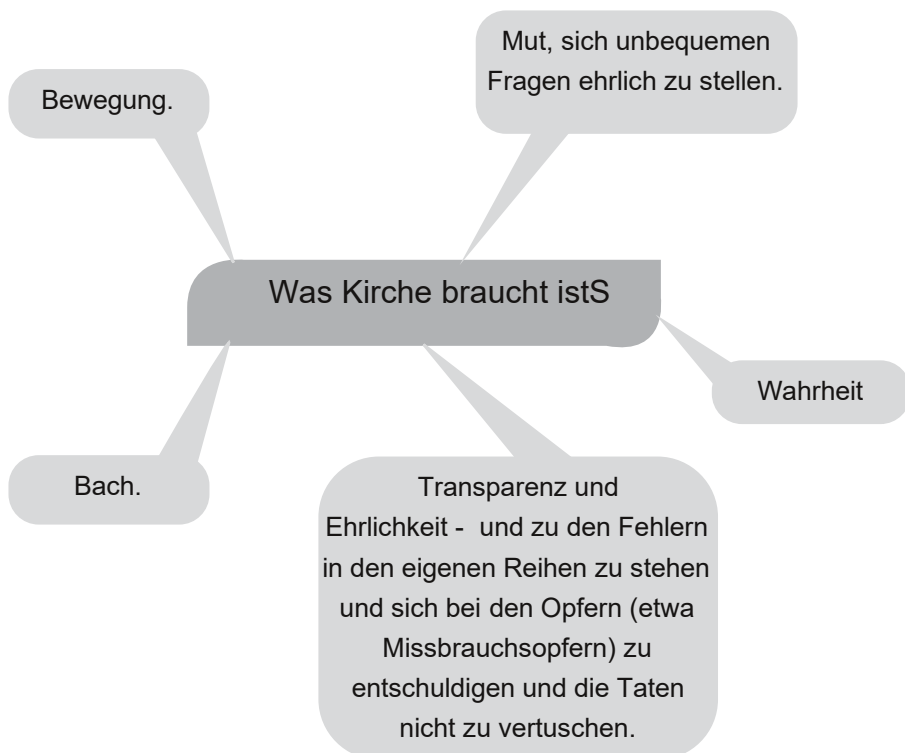 Mut, sich unbequemen
Fragen ehrlich zu stellen.
Bewegung.
Was Kirche braucht istS
Wahrheit
Bach.
Transparenz und
Ehrlichkeit - und zu den Fehlern
in den eigenen Reihen zu stehen
und sich bei den Opfern (etwa
Missbrauchsopfern) zu
entschuldigen und die Taten
nicht zu vertuschen.